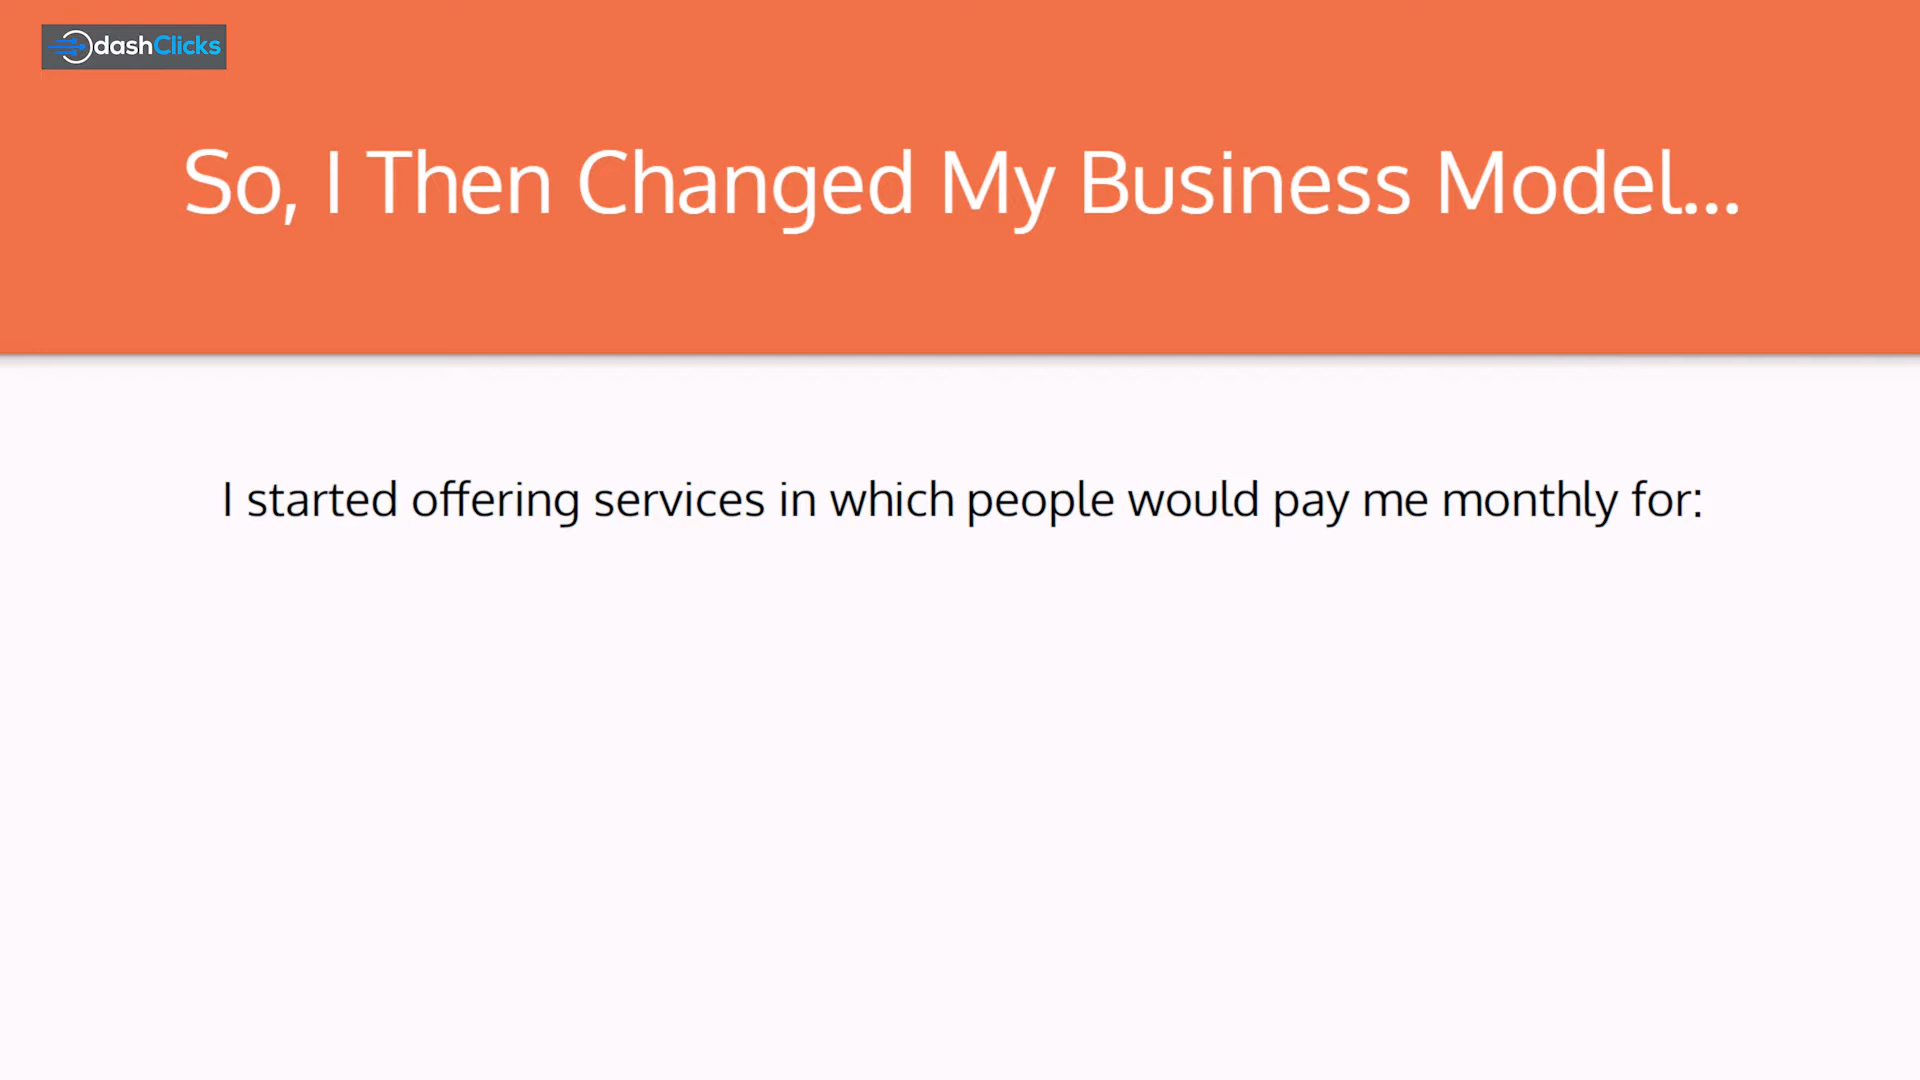 dashClicks
So, I Then Changed My Business Model...
I started offering services in which people would pay me monthly for: